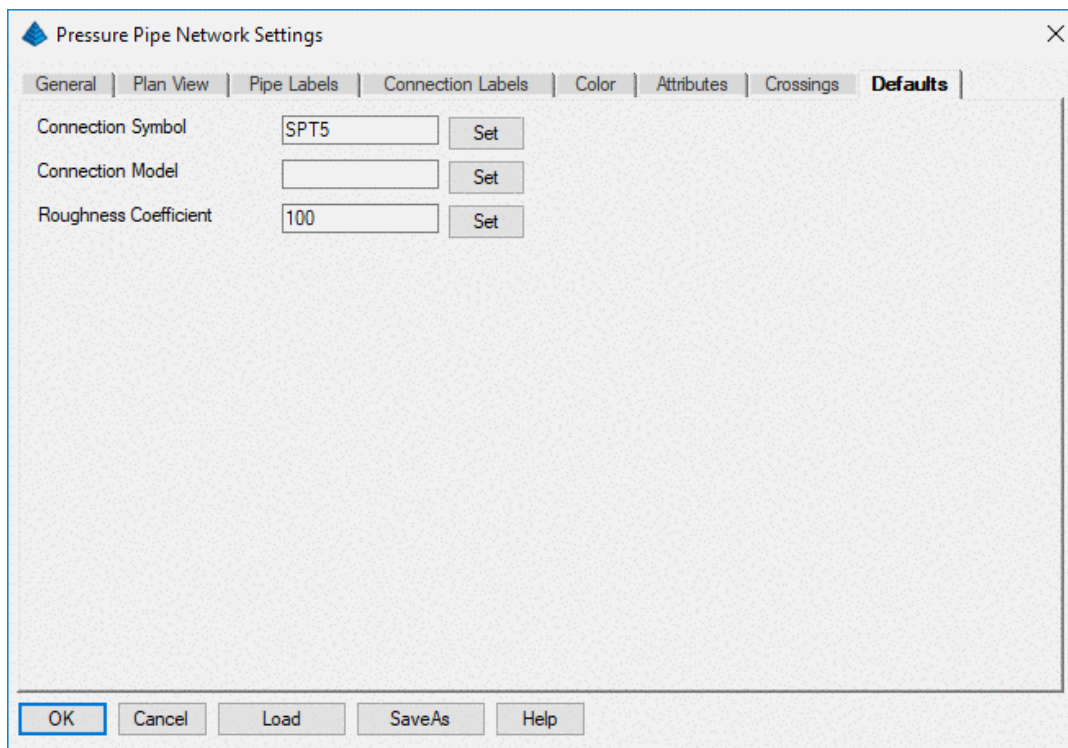 Pressure Pipe Network Settings
General Plan View Pipe Labels Connection Labels Color Attributes Crossings Defaults
Connection Symbol SPT5 Set
Connection Model Set
Roughness Coefficient 100 Set
OK Cancel Load SaveAs Help